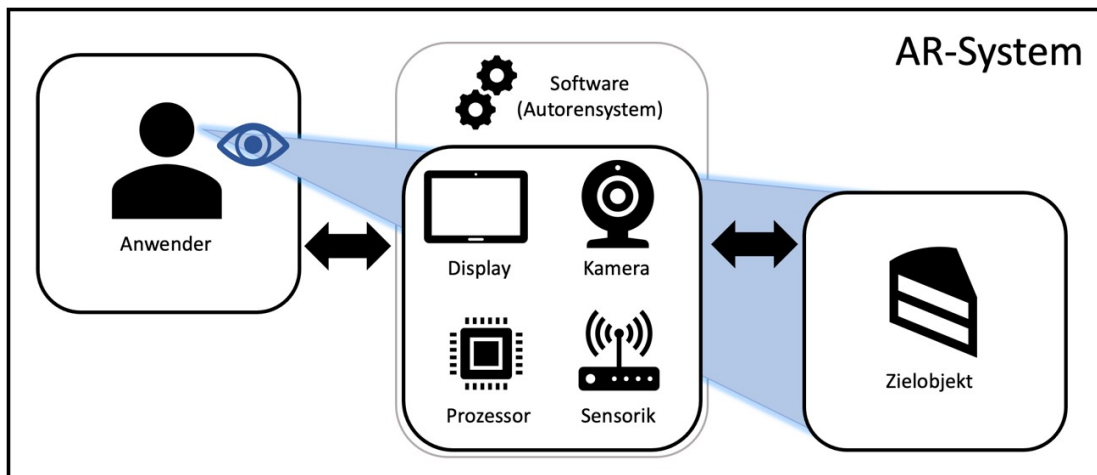 AR-System
Software
(Autorensystem)
Anwender
Display
Kamera
Prozessor
Sensorik
Zielobjekt